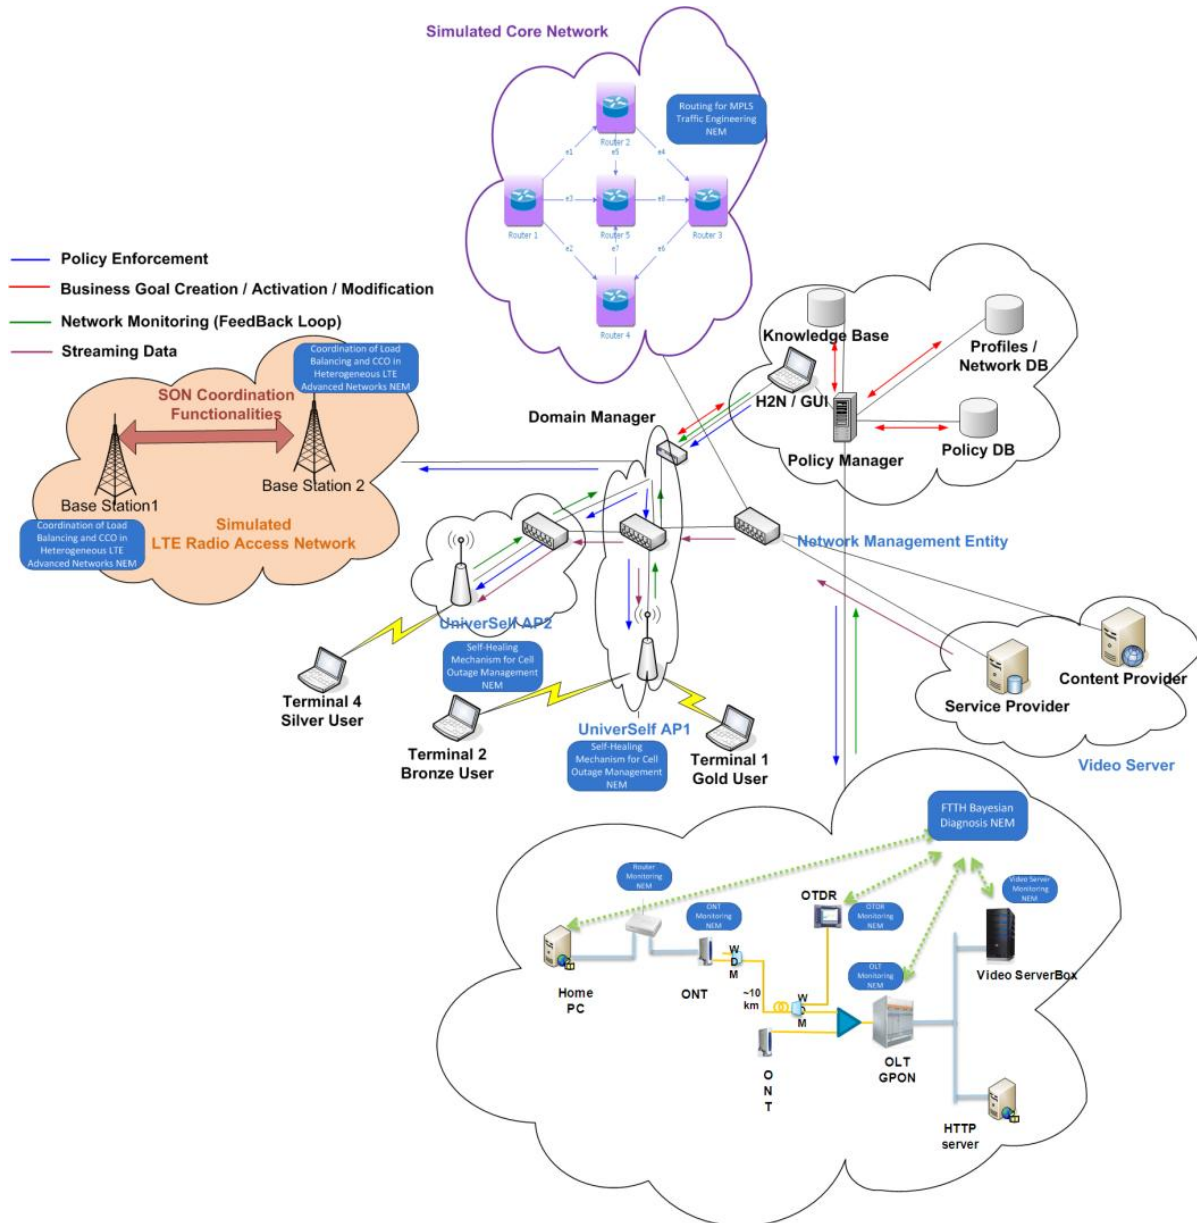 Simulated Core Network
Routing for MPLS
Traffic Engineering
NEM
Router 2
e1
e5
e4
e3
e8
Router 1
Router 5
Router 3
e2
e7
e6
Router 4
Policy Enforcement
Business Goal Creation / Activation / Modification
Network Monitoring (FeedBack Loop)
Streaming Data
Coordination of Load
Balancing and CCO in
Heterogeneous LTE
Advanced Networks NEM
SON Coordination
Functionalities
Base Station 2
Base Station1
Coordination of Load
Balancing and CCO in
Heterogeneous LTE
Advanced Networks NEM
Simulated
LTE Radio Access Network
Knowledge Base
Profiles /
Network DB
H2N / GUI
Domain Manager
Policy Manager
Policy DB
Network Management Entity
UniverSelf AP2
Self-Healing
Mechanism for Cell
Outage Management
NEM
Terminal 4
Silver User
Terminal 2
Bronze User
UniverSelf AP1
Self-Healing
Mechanism for Cell
Outage Management
NEM
Terminal 1
Gold User
Content Provider
Service Provider
Video Server
FTTH Bayesian
Diagnosis NEM
Router
Monitoring
NEM
ONT
Monitoring
NEM
OTDR
OTDR
Monitoring
NEM
Video Server
Monitoring
NEM
OLT
Monitoring
NEM
Home
PC
ONT
W
D
M
~10
km
W
D
M
Video ServerBox
OLT
GPON
O
N
T
HTTP
server